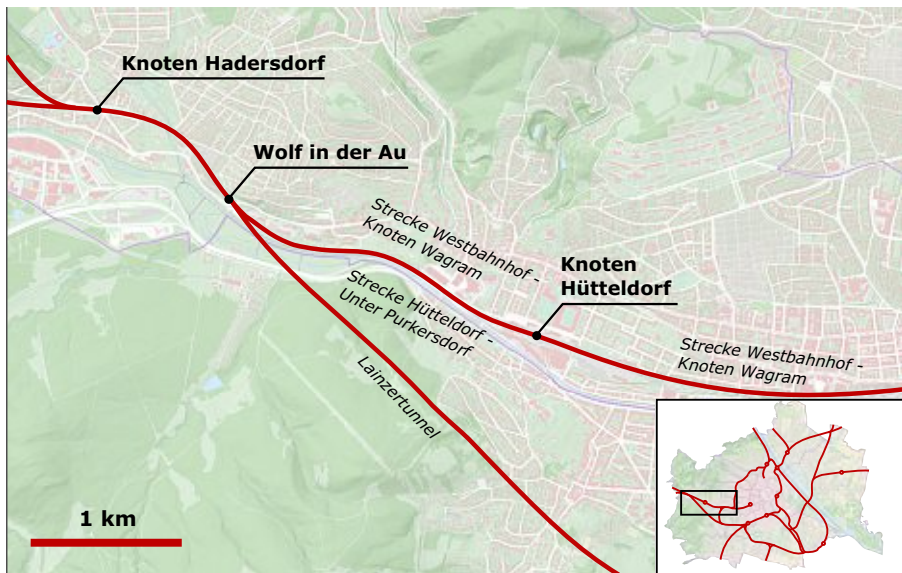 Knoten Hadersdorf
Wolf in der Au
Strecke Westbahnhof -
Knoten Wagram
Knoten
Hütteldorf
Strecke Hütteldorf -
Unter Purkersdorf
Strecke Westbahnhof -
Knoten Wagram
Lainzertunnel
1 km